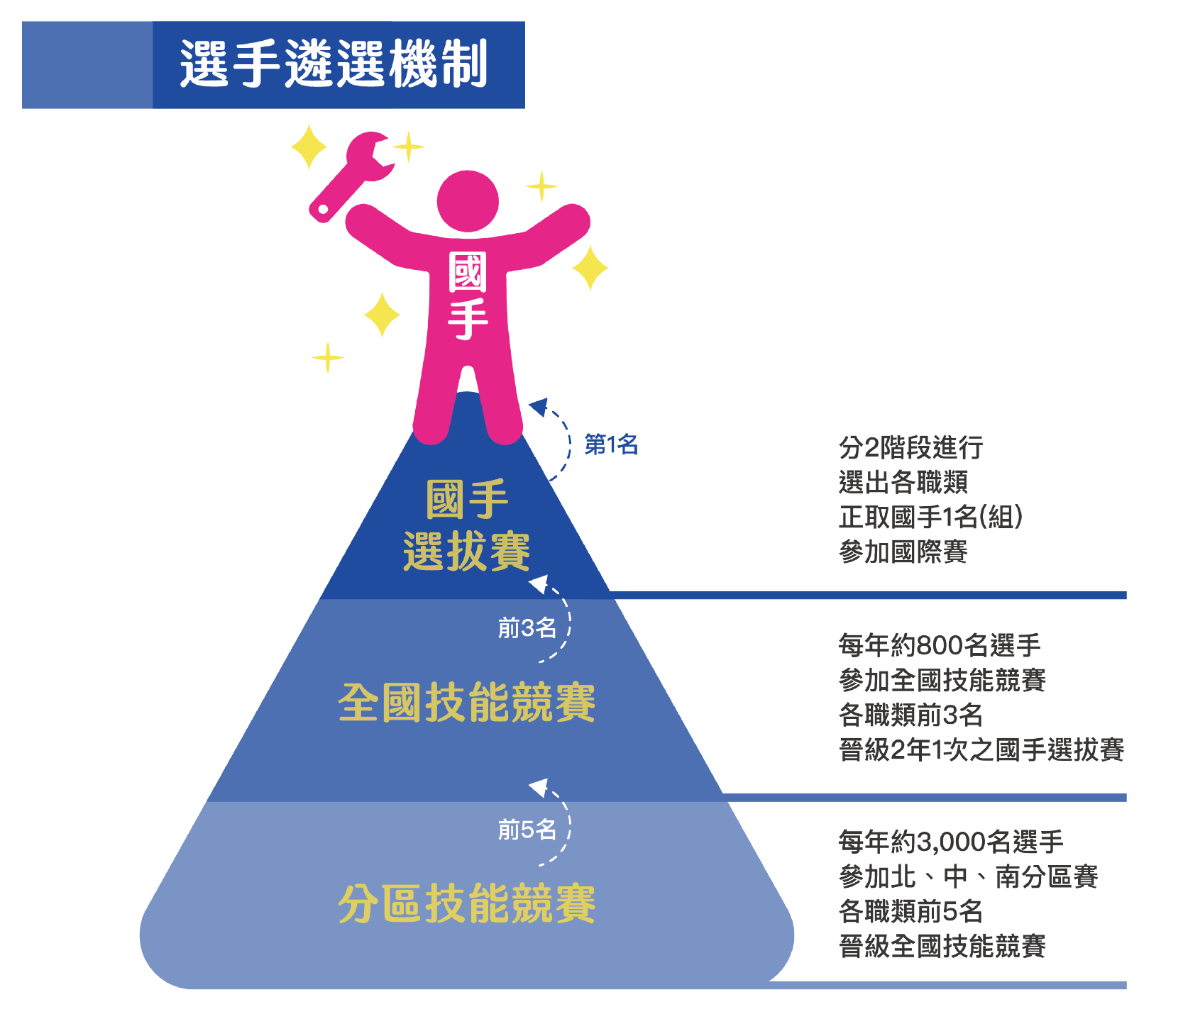 選手遴選機制
國
手
第1名
國手
選拔賽
分2階段進行
選出各職類
正取國手1名(組)
參加國際賽
前3名
全國技能競賽
每年約800名選手
參加全國技能競賽
各職類前3名
晉級2年1次之國手選拔賽
前5名
分區技能競賽
每年約3,000名選手
參加北、中、南分區賽
各職類前5名
晉級全國技能競賽